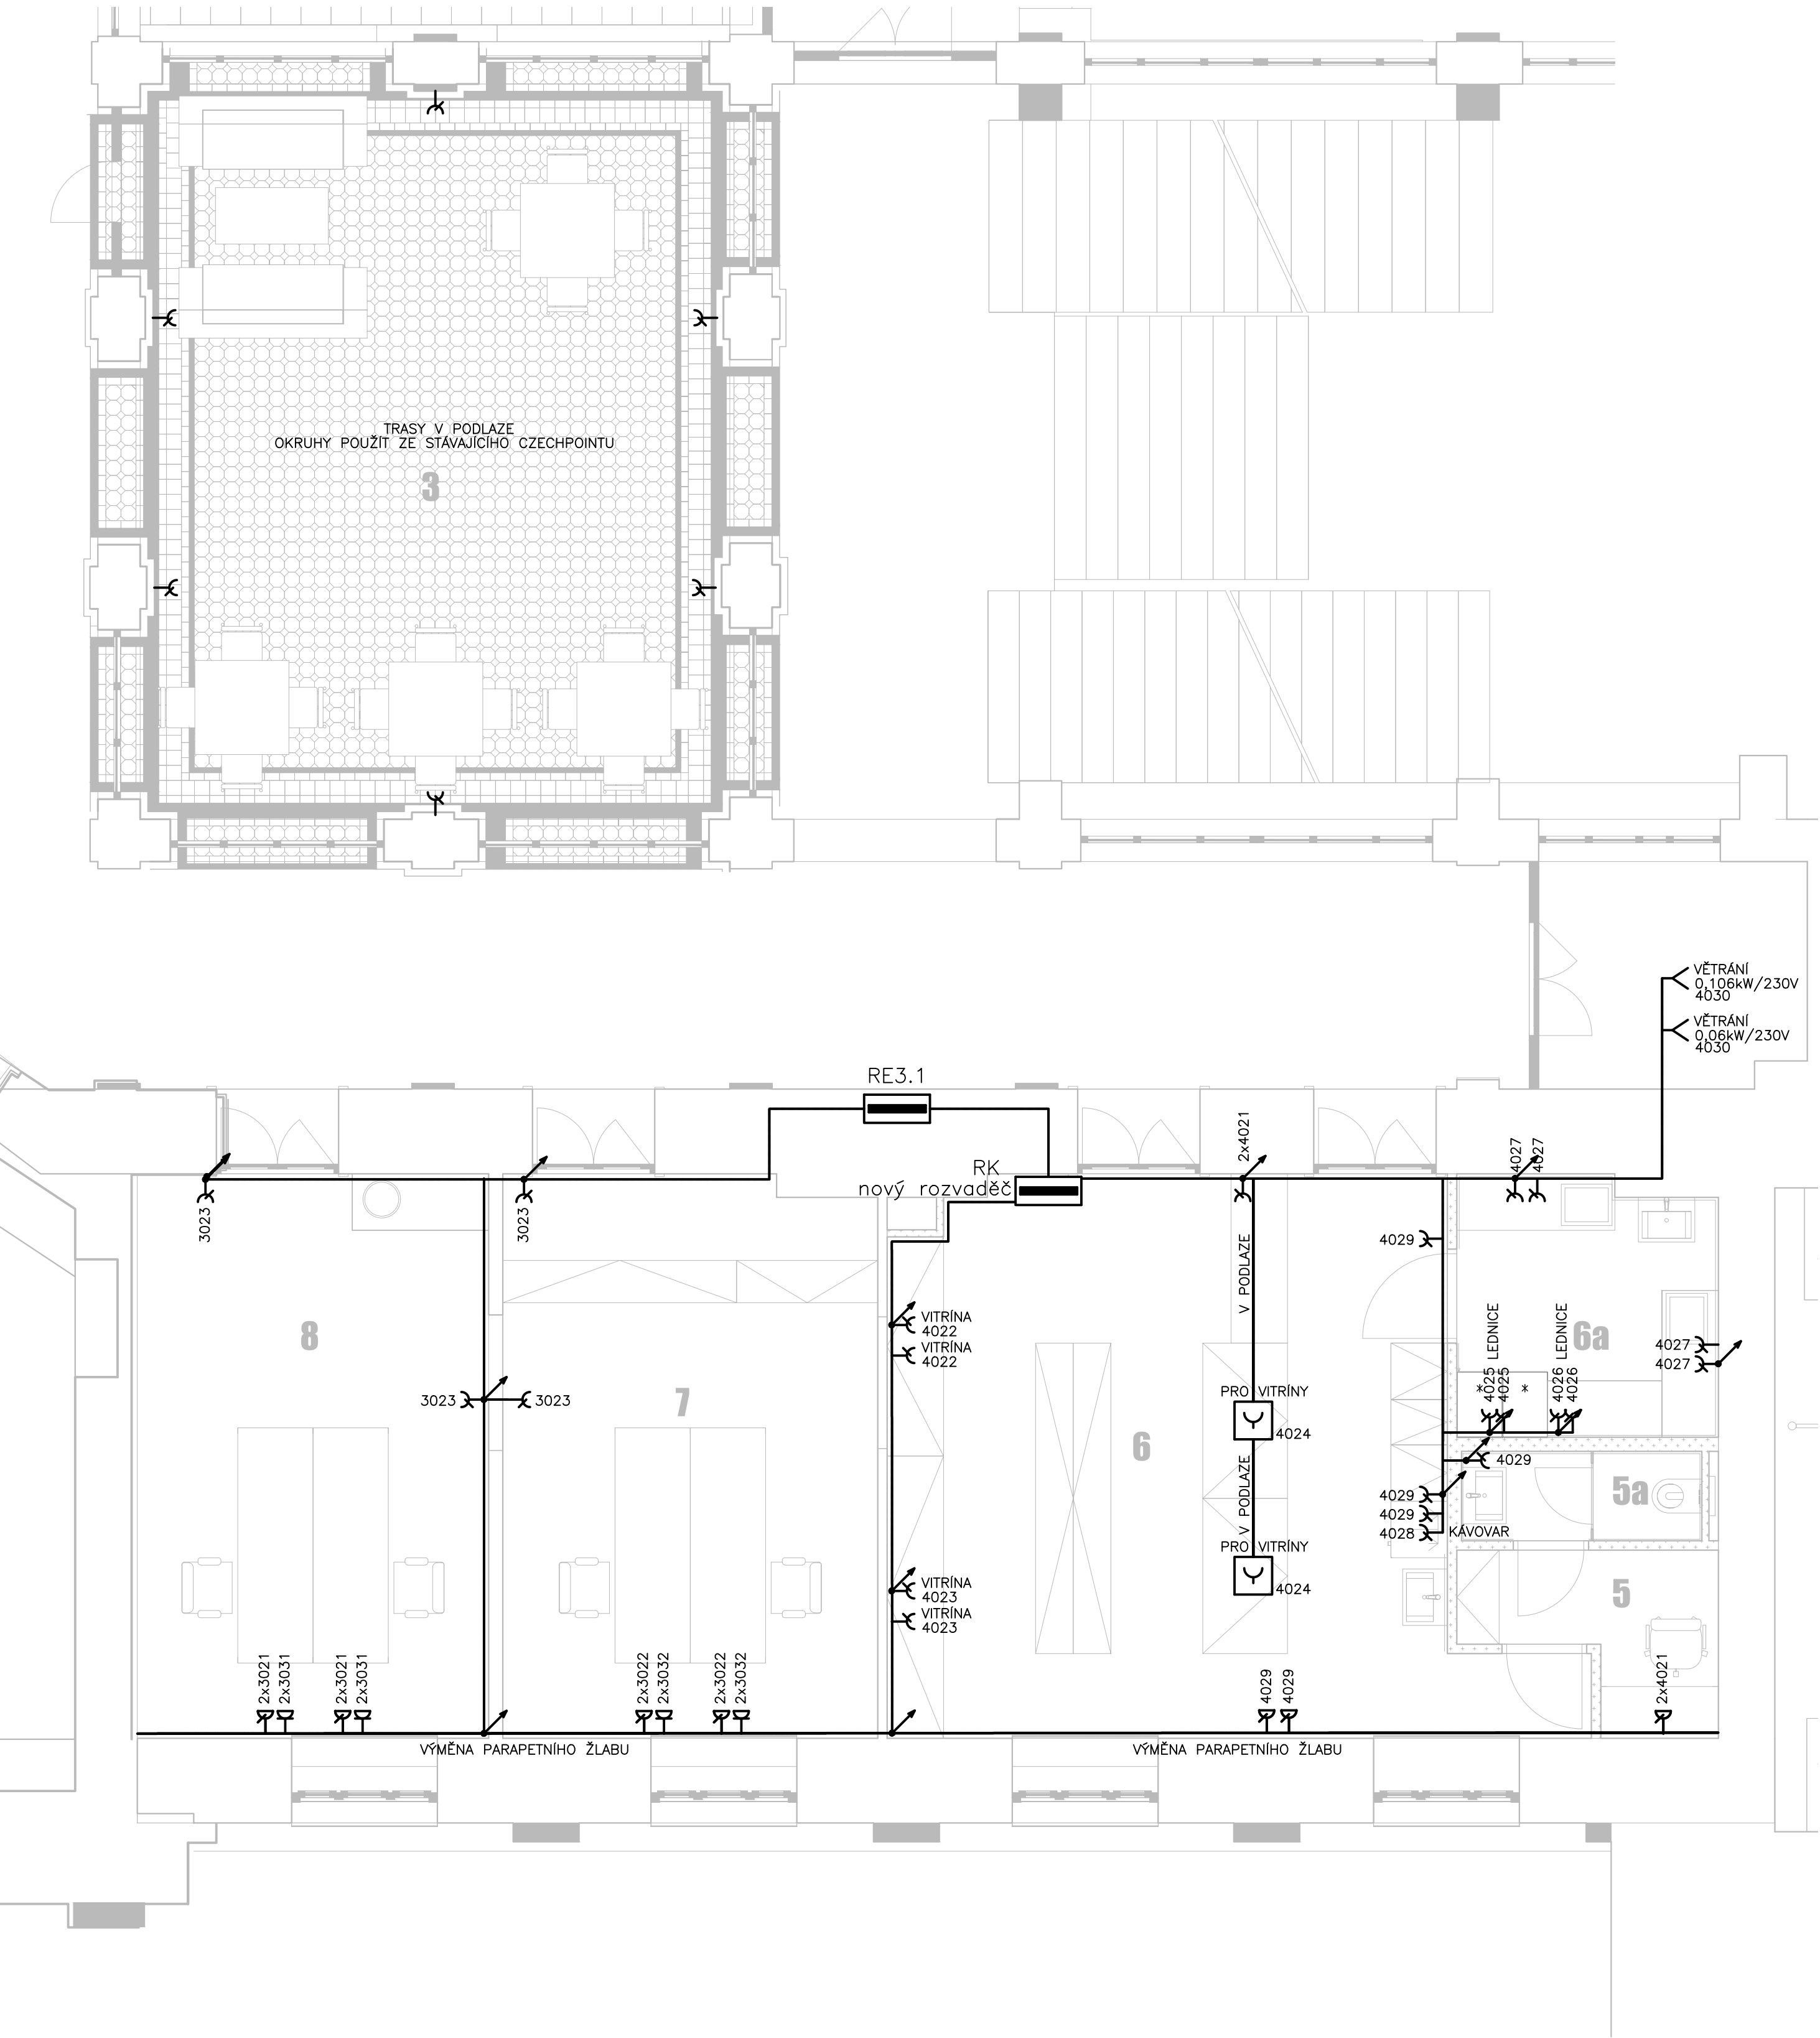 TRASY V PODLAZE
OKRUHY POUŽÍT ZE STÁVAJÍCÍHO CZECHPOINTU
3
VĚTRÁNÍ
0,106kW/230V
4030
VĚTRÁNÍ
0,06kW/230V
4030
RE3.1
RK
nový rozvaděč
2x4021
4027
4027
3023
3023
V PODLAZE
4029
VITRÍNA
4022
VITRÍNA
4022
8
7
6
6a
3023
3023
4027
4027
4025 LEDNICE
4025
4026 LEDNICE
4026
*
*
PRO VITRÍNY
4024
V PODLAZE
4029
5a
4029
4029
4028
KÁVOVAR
PRO VITRÍNY
4024
VITRÍNA
4023
VITRÍNA
4023
5
2x3021
2x3031
2x3021
2x3031
2x3022
2x3032
2x3022
2x3032
4029
4029
2x4021
VÝMĚNA PARAPETNÍHO ŽLABU
VÝMĚNA PARAPETNÍHO ŽLABU